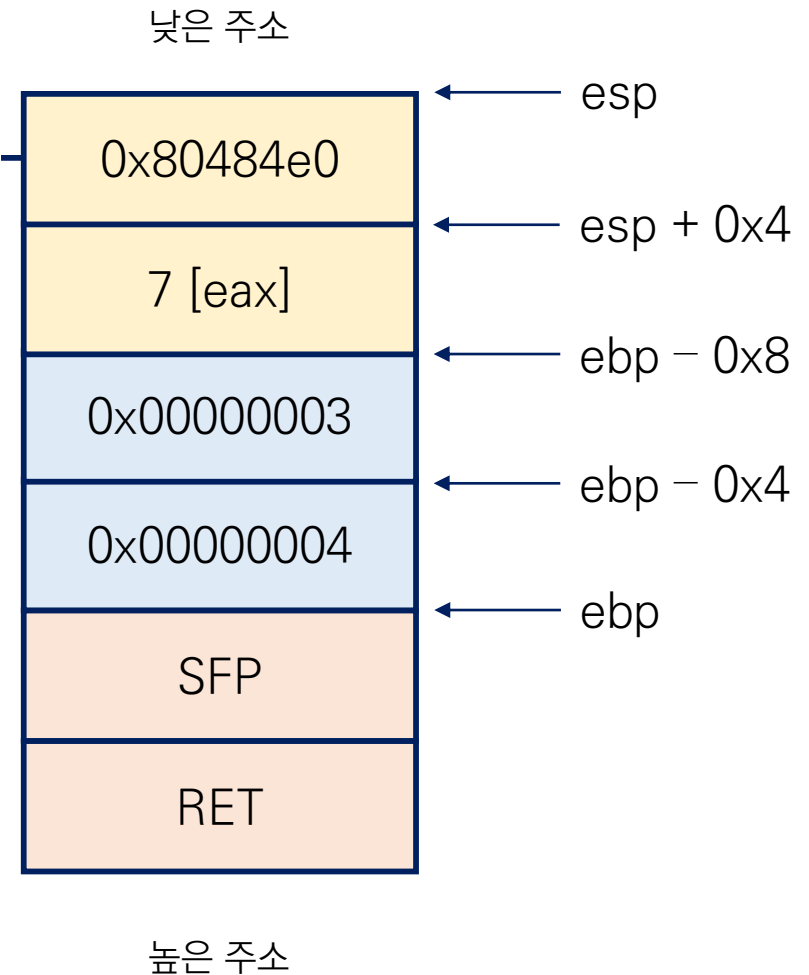 낮은 주소
esp
0x80484e0
esp + 0x4
7 [eax]
ebp – 0x8
0x00000003
ebp – 0x4
0x00000004
ebp
SFP
RET
높은 주소